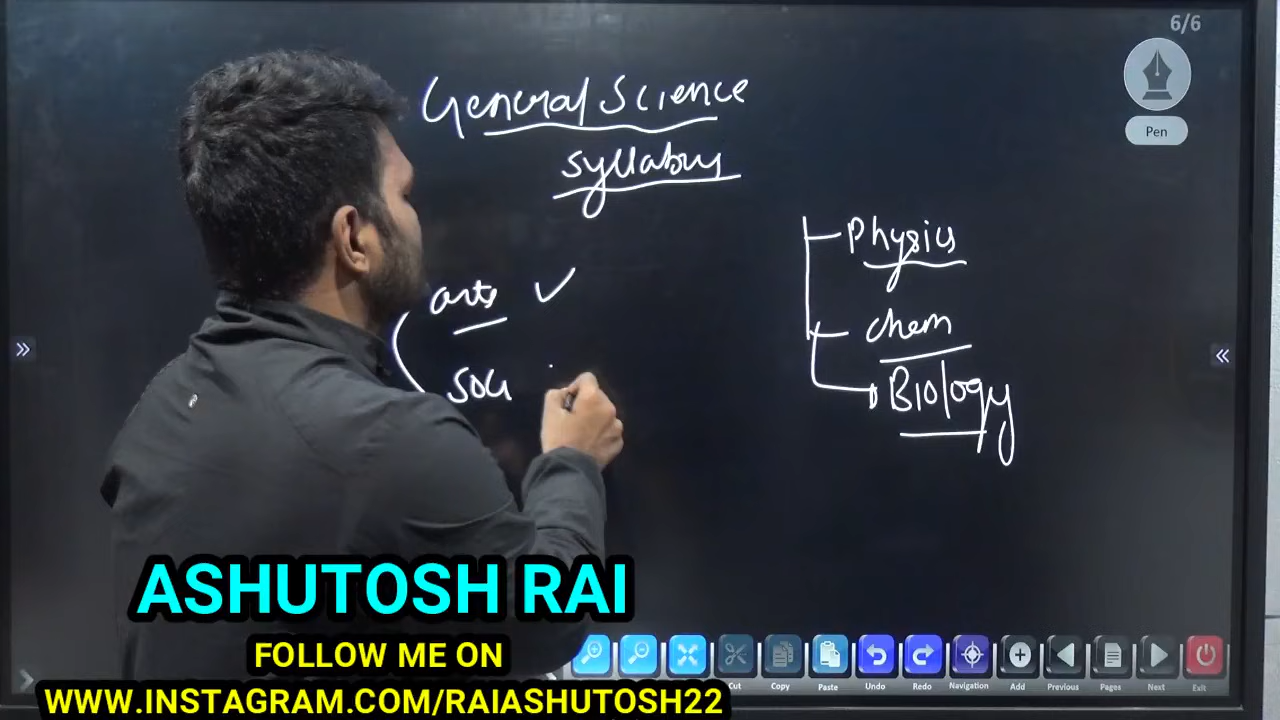 6/6
Pen
General Science
syllabus
Physics
arts
chem
Biology
Cut
Copy
Paste
Undo
Redo
Navigation
Add
Previous
Pages
Next
Exit
ASHUTOSH RAI
FOLLOW ME ON
WWW.INSTAGRAM.COM/RAIASHUTOSH22